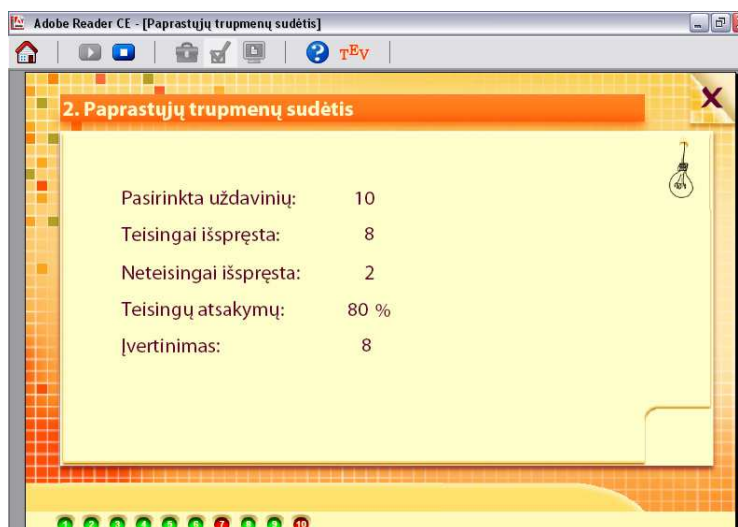 Adobe Reader CE - [Paprastųjų trupmenų sudėtis]
? TEV
2. Paprastųjų trupmenų sudėtis
X
Pasirinkta uždavinių: 10
Teisingai išspręsta: 8
Neteisingai išspręsta: 2
Teisingų atsakymų: 80 %
Įvertinimas: 8
1 2 3 4 5 6 7 8 9 10